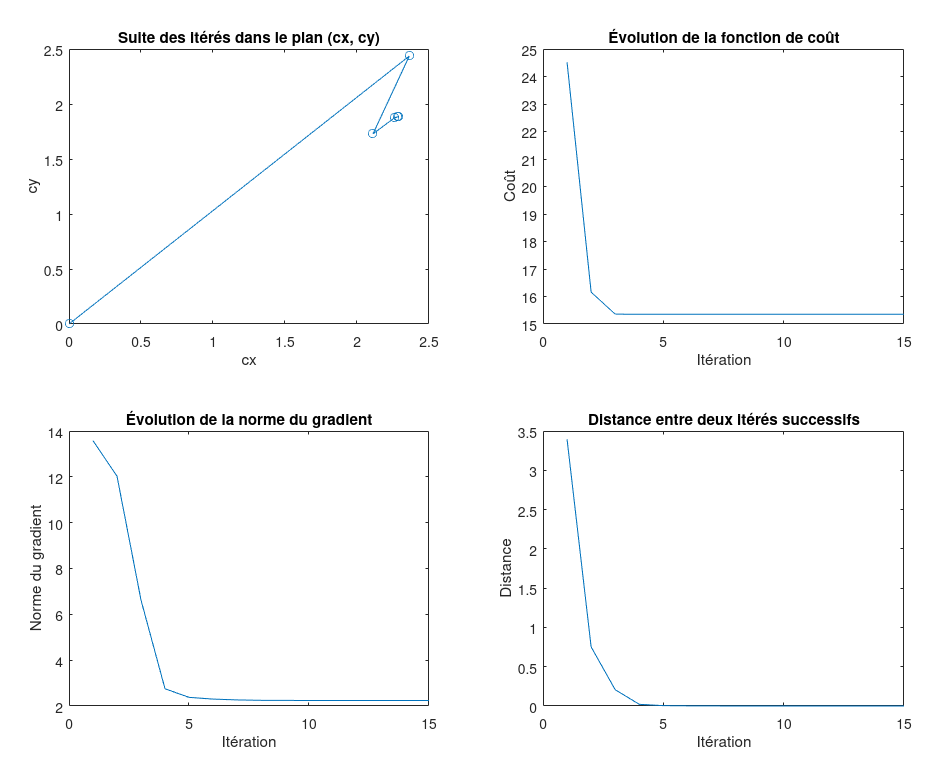 Suite des itérés dans le plan (cx, cy)
2.5
2
1.5
1
0.5
0
cy
0 0.5 1 1.5 2 2.5
cx
Évolution de la fonction de coût
25
24
23
22
21
20
19
18
17
16
15
Coût
0 5 10 15
Itération
Évolution de la norme du gradient
14
12
10
8
6
4
2
Norme du gradient
0 5 10 15
Itération
Distance entre deux itérés successifs
3.5
3
2.5
2
1.5
1
0.5
0
Distance
0 5 10 15
Itération